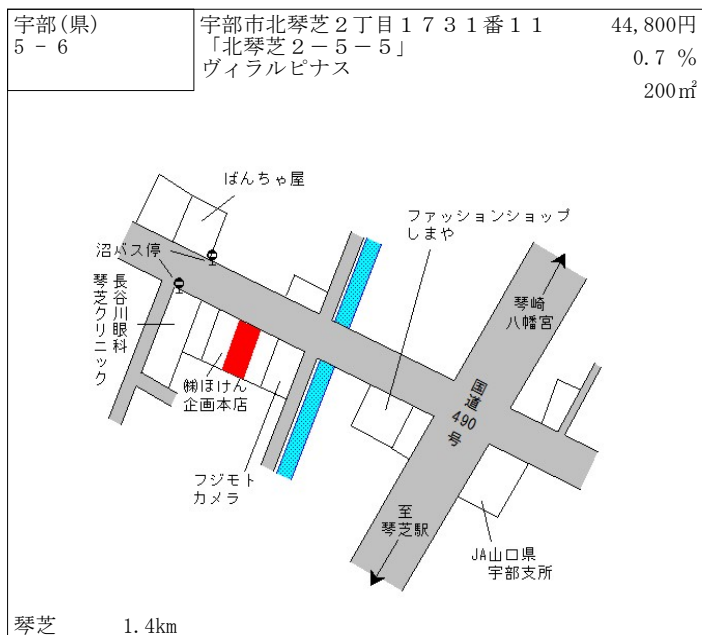 宇部(県)
5 - 6
宇部市北琴芝２丁目１７３１番１１
「北琴芝２－５－５」
ヴィラルピナス
44,800円
0.7 %
200㎡
ばんちゃ屋
ファッションショップ
しまや
沼バス停
琴崎
八幡宮
長谷川眼科
琴芝クリニック
国道490号
㈱ほけん
企画本店
フジモト
カメラ
至
琴芝駅
JA山口県
宇部支所
琴芝 1.4km